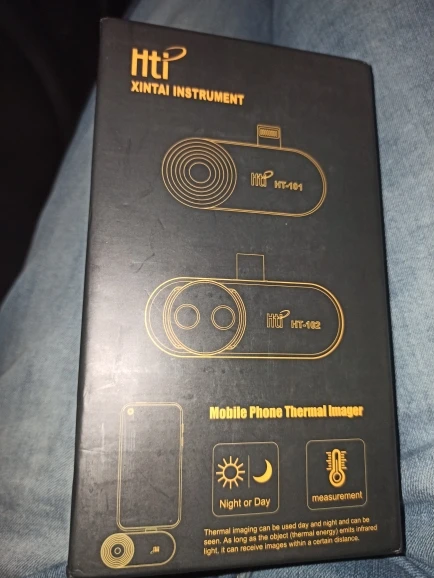 Hti
XINTAI INSTRUMENT
Hti HT-101
Hti HT-102
Mobile Phone Thermal Imager
Night or Day
measurement
Thermal imaging can be used day and night and can be
seen. As long as the object (thermal energy) emits infrared
light, it can receive images within a certain distance.